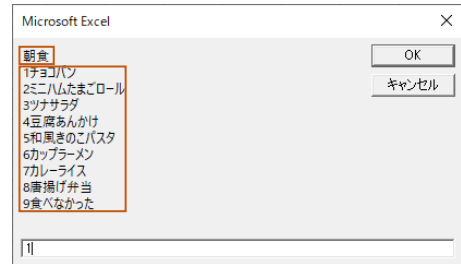 Microsoft Excel
朝食
1チョコパン
2ミニハムたまごロール
3ツナサラダ
4豆腐あんかけ
5和風きのこパスタ
6カップラーメン
7カレーライス
8唐揚げ弁当
9食べなかった
OK
キャンセル
1